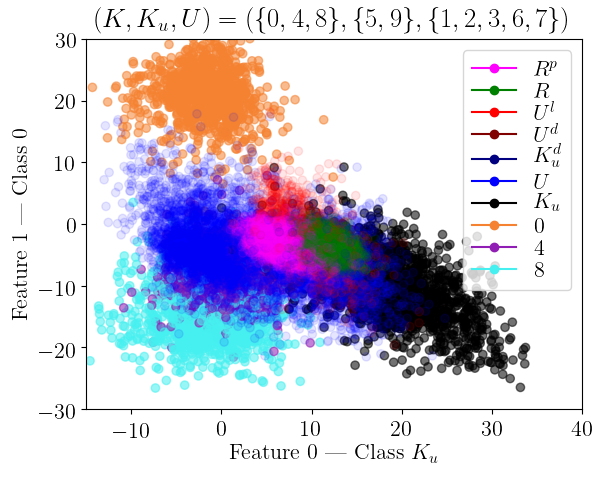 (K, K_u, U) = ({0, 4, 8}, {5, 9}, {1, 2, 3, 6, 7})
30
20
10
0
−10
−20
−30
Feature 1 — Class 0
R^p
R
U^l
U^d
K_u^d
U
K_u
0
4
8
−10
0
10
20
30
40
Feature 0 — Class K_u